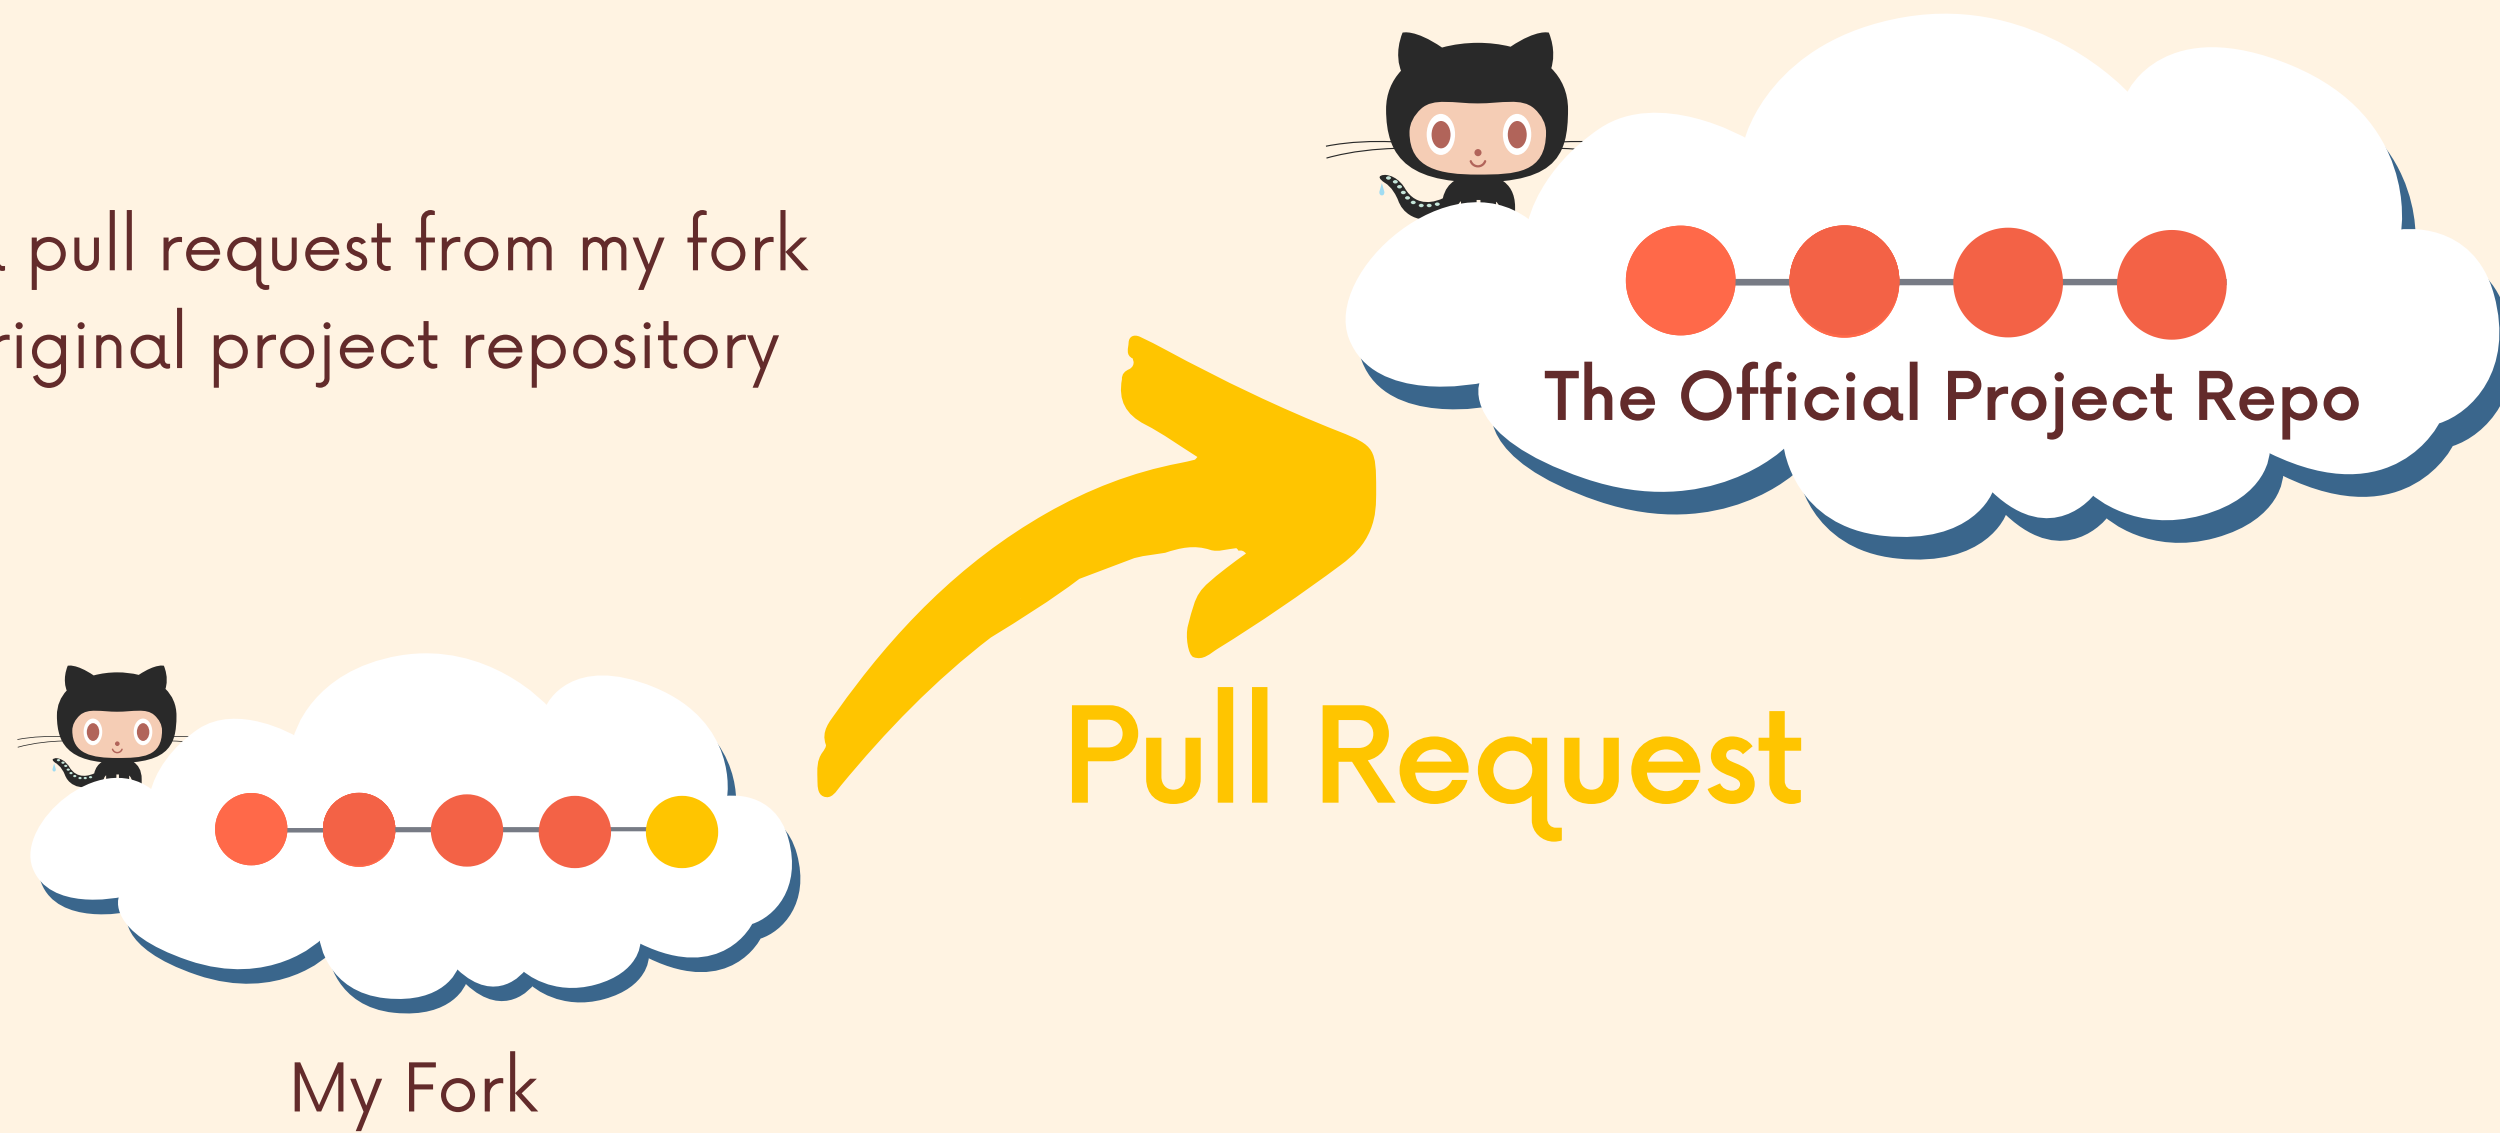 pull request from my fork
riginal project repository
The Official Project Repo
Pull Request
My Fork